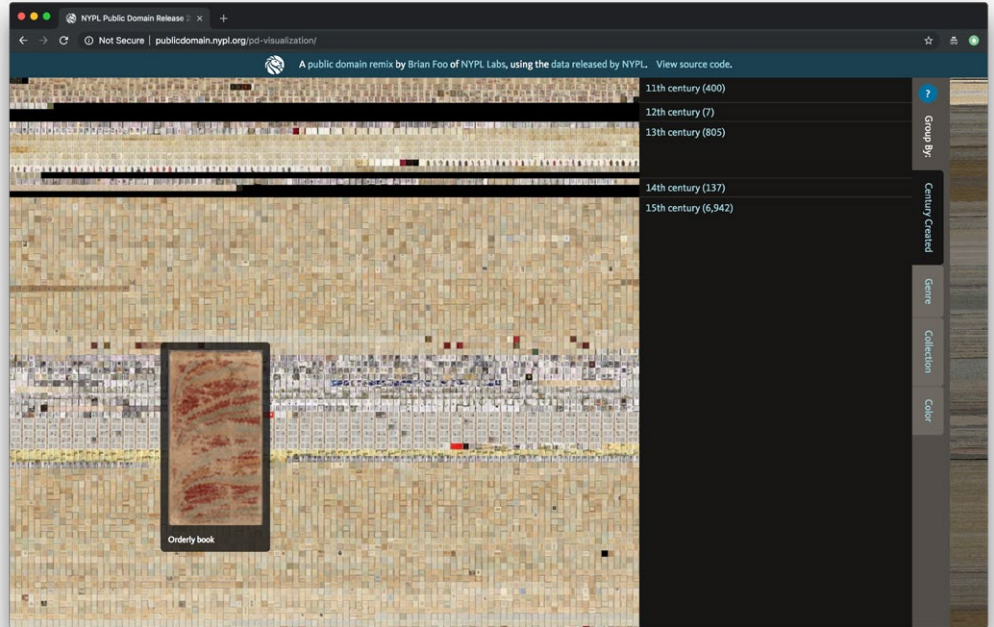 NYPL Public Domain Release 2
Not Secure | publicdomain.nypl.org/pd-visualization/
A public domain remix by Brian Foo of NYPL Labs, using the data released by NYPL. View source code.
11th century (400)
12th century (7)
13th century (805)
14th century (137)
15th century (6,942)
?
Group By:
Century Created
Genre
Collection
Color
Orderly book